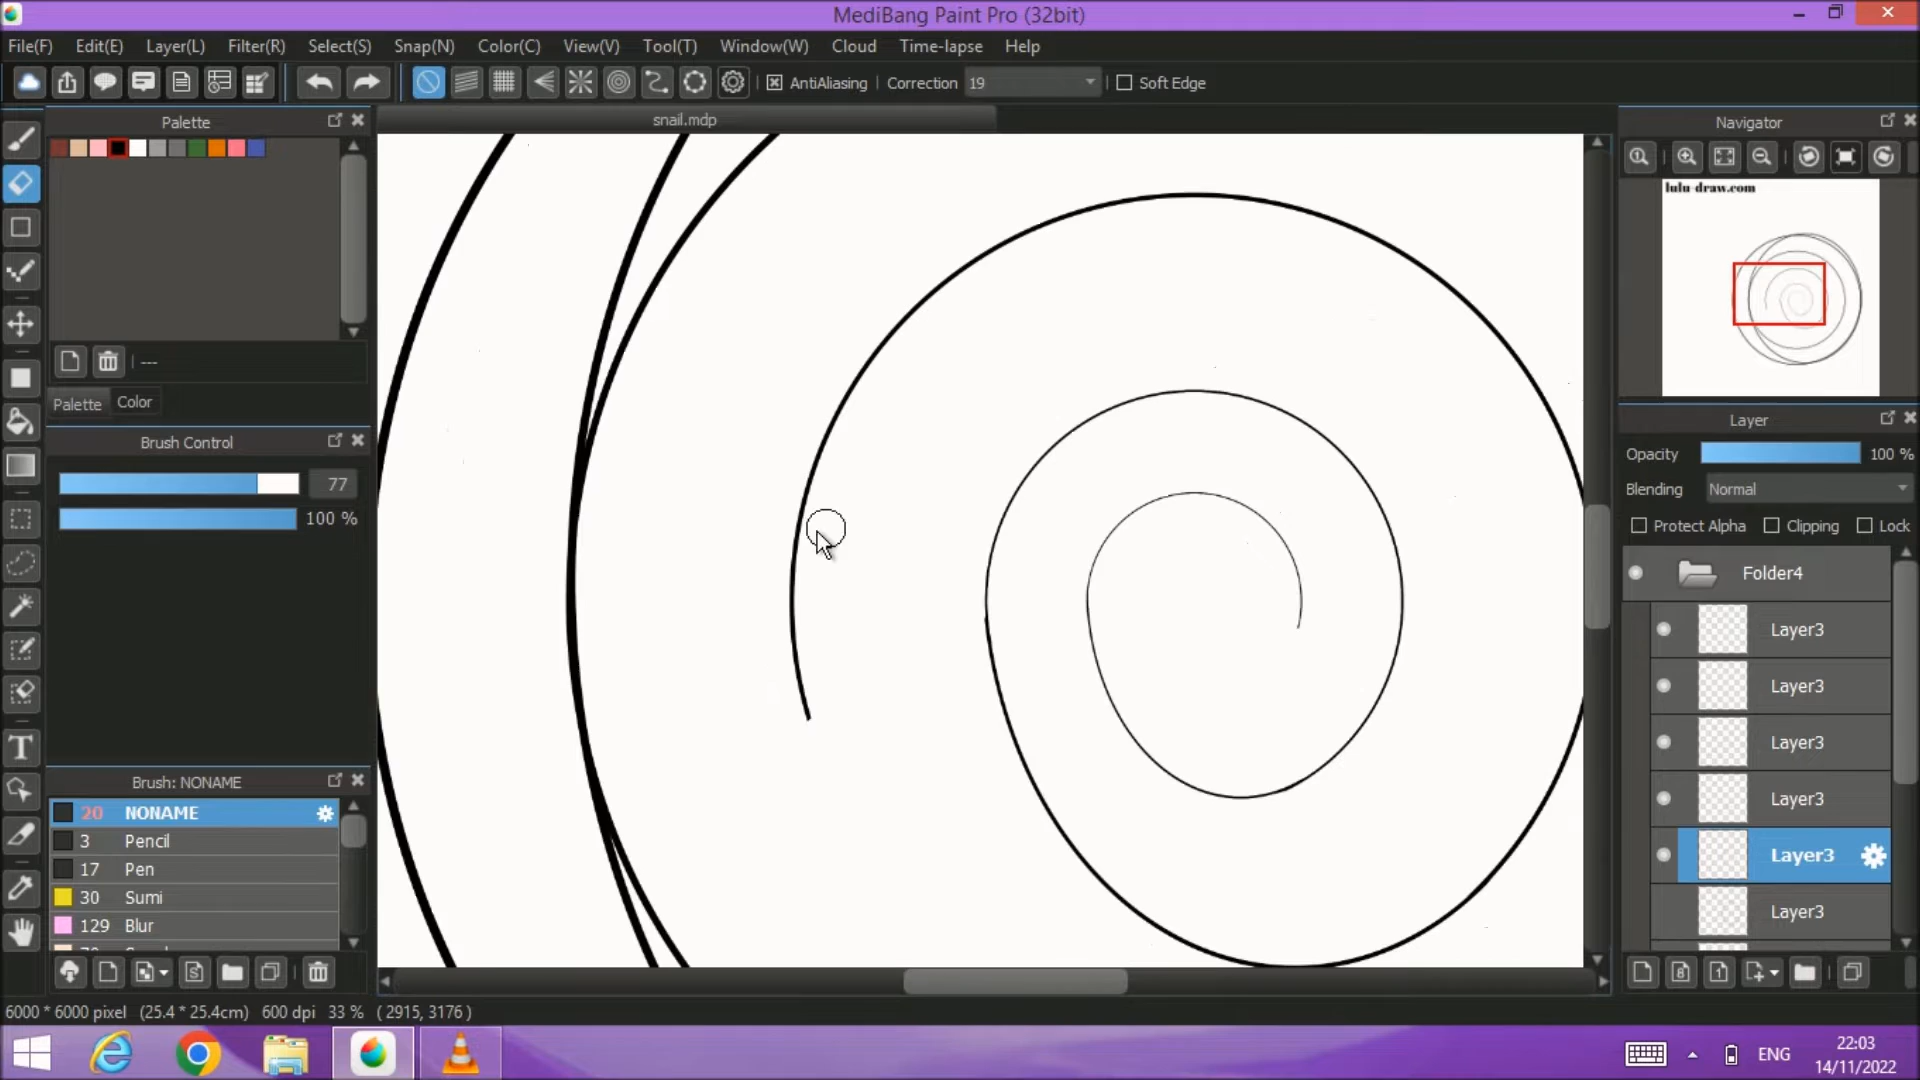 MediBang Paint Pro (32bit)
File(F) Edit(E) Layer(L) Filter(R) Select(S) Snap(N) Color(C) View(V) Tool(T) Window(W) Cloud Time-lapse Help
AntiAliasing Correction 19 Soft Edge
Palette
snail.mdp
Navigator
lulu-draw.com
---
Palette Color
Brush Control
77
100 %
Layer
Opacity 100 %
Blending Normal
Protect Alpha Clipping Lock
Folder4
Layer3
Layer3
Layer3
Layer3
Layer3
Layer3
Brush: NONAME
20 NONAME
3 Pencil
17 Pen
30 Sumi
129 Blur
6000 * 6000 pixel (25.4 * 25.4cm) 600 dpi 33 % ( 2915, 3176 )
ENG
22:03
14/11/2022